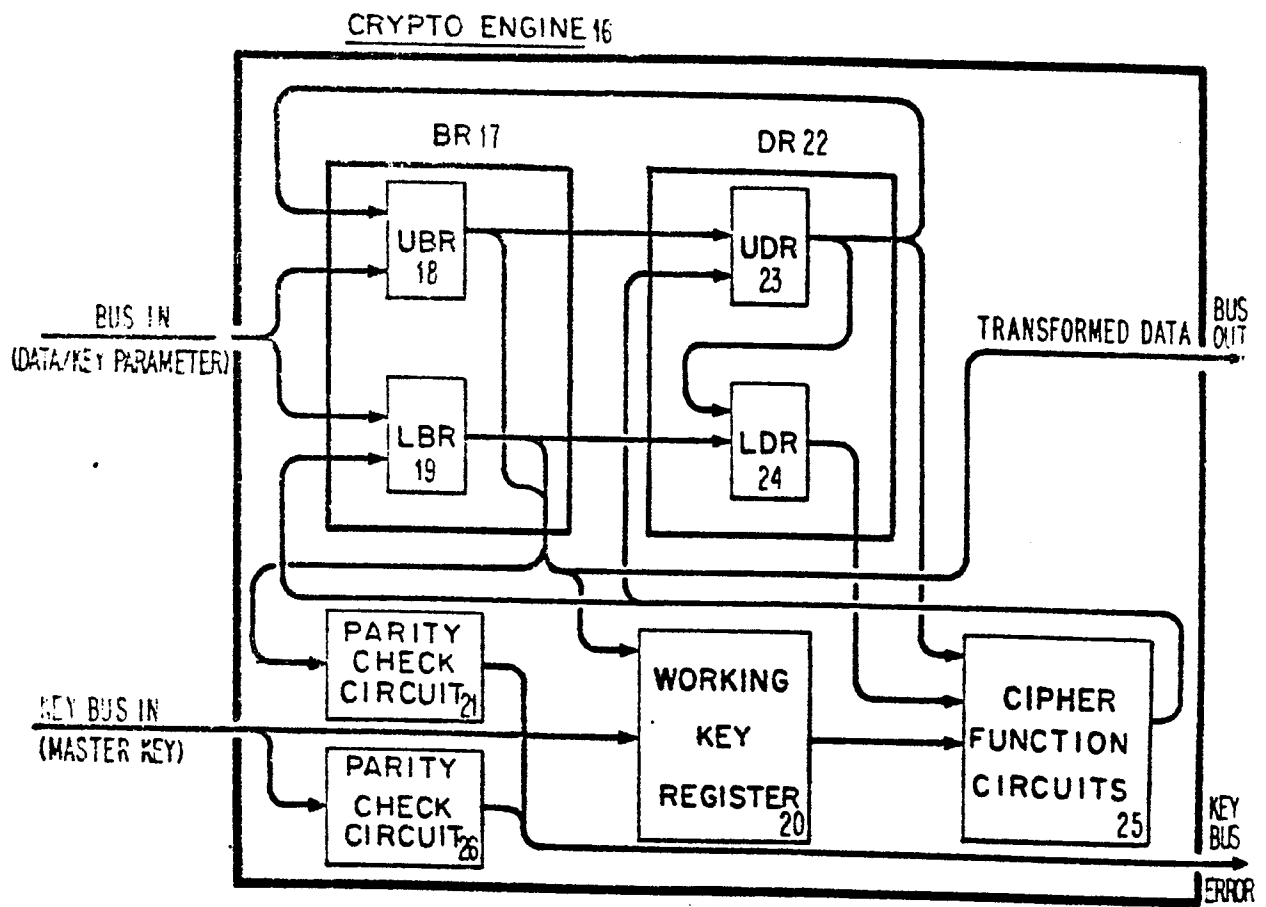 CRYPTO ENGINE 16
BR 17
DR 22
UBR
18
UDR
23
BUS IN
(DATA/KEY PARAMETER)
TRANSFORMED DATA
BUS
OUT
LBR
19
LDR
24
PARITY
CHECK
CIRCUIT 21
KEY BUS IN
(MASTER KEY)
PARITY
CHECK
CIRCUIT 26
WORKING
KEY
REGISTER
20
CIPHER
FUNCTION
CIRCUITS
25
KEY
BUS
ERROR